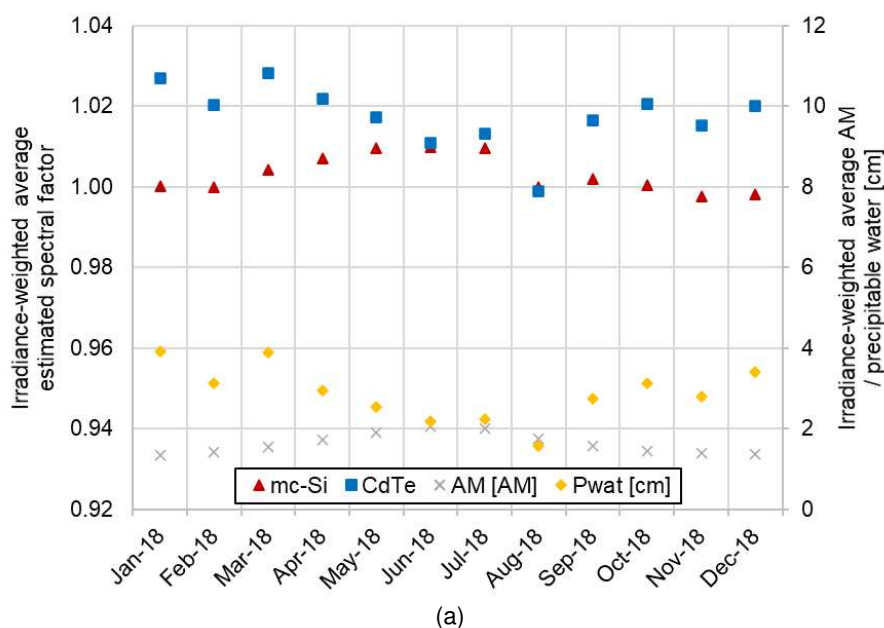 1.04
1.02
1.00
0.98
0.96
0.94
0.92
Irradiance-weighted average
estimated spectral factor
12
10
8
6
4
2
0
Irradiance-weighted average AM
/ precipitable water [cm]
mc-Si CdTe AM [AM] Pwat [cm]
Jan-18 Feb-18 Mar-18 Apr-18 May-18 Jun-18 Jul-18 Aug-18 Sep-18 Oct-18 Nov-18 Dec-18
(a)